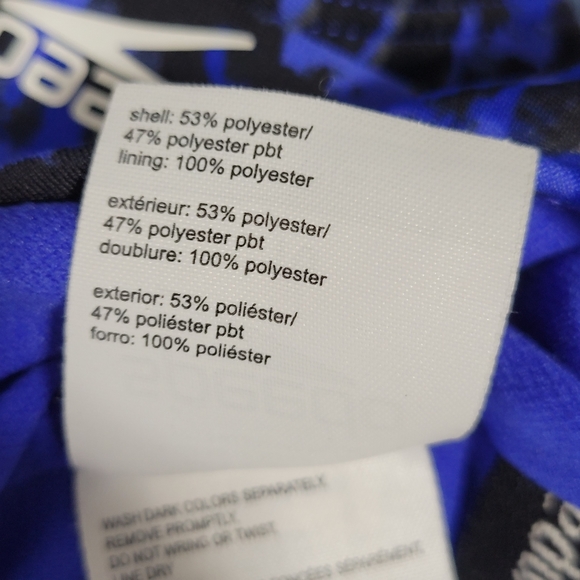 shell: 53% polyester/
47% polyester pbt
lining: 100% polyester
extérieur: 53% polyester/
47% polyester pbt
doublure: 100% polyester
exterior: 53% poliéster/
47% poliéster pbt
forro: 100% poliéster
WASH DARK COLORS SEPARATELY.
REMOVE PROMPTLY.
DO NOT WRING OR TWIST.
LINE DRY